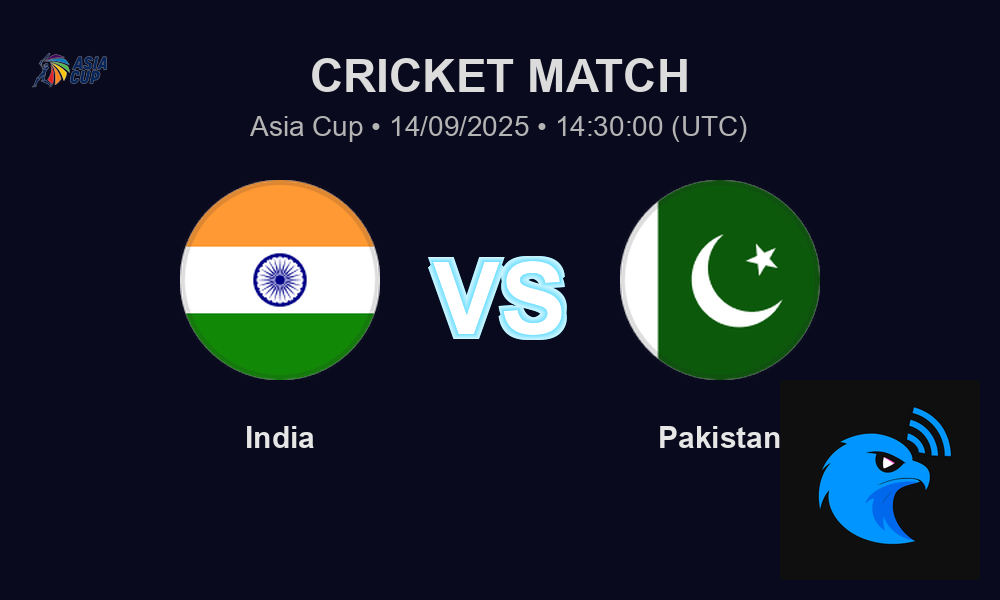 ASIA
CUP
CRICKET MATCH
Asia Cup • 14/09/2025 • 14:30:00 (UTC)
VS
India
Pakistan